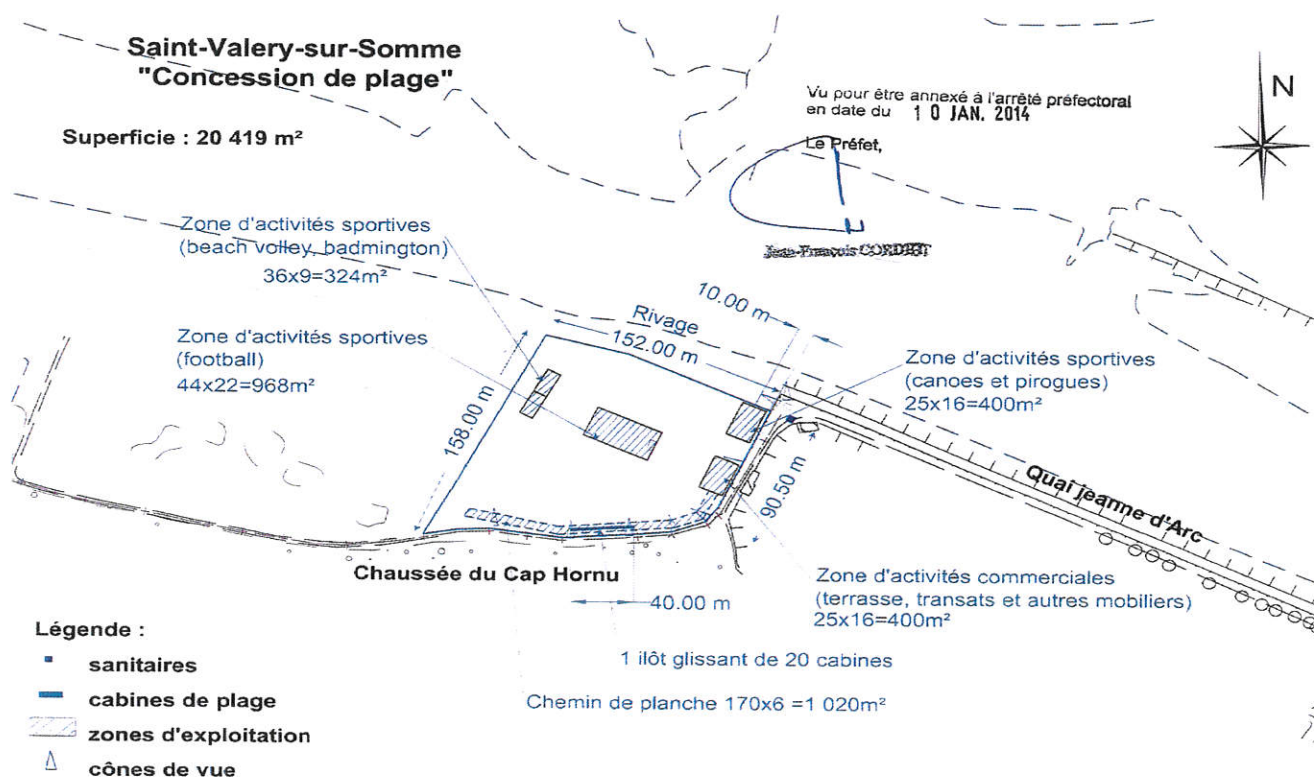 Saint-Valery-sur-Somme
"Concession de plage"
Superficie : 20 419 m²
Vu pour être annexé à l'arrêté préfectoral
en date du 10 JAN. 2014
Le Préfet,
Jean-François CORDET
N
Zone d'activités sportives
(beach volley, badmington)
36x9=324m²
Zone d'activités sportives
(football)
44x22=968m²
10.00 m
Rivage
152.00 m
158.00 m
Zone d'activités sportives
(canoes et pirogues)
25x16=400m²
90.50 m
Quai jeanne d'Arc
Chaussée du Cap Hornu
40.00 m
Zone d'activités commerciales
(terrasse, transats et autres mobiliers)
25x16=400m²
1 ilôt glissant de 20 cabines
Chemin de planche 170x6 =1 020m²
Légende :
sanitaires
cabines de plage
zones d'exploitation
cônes de vue